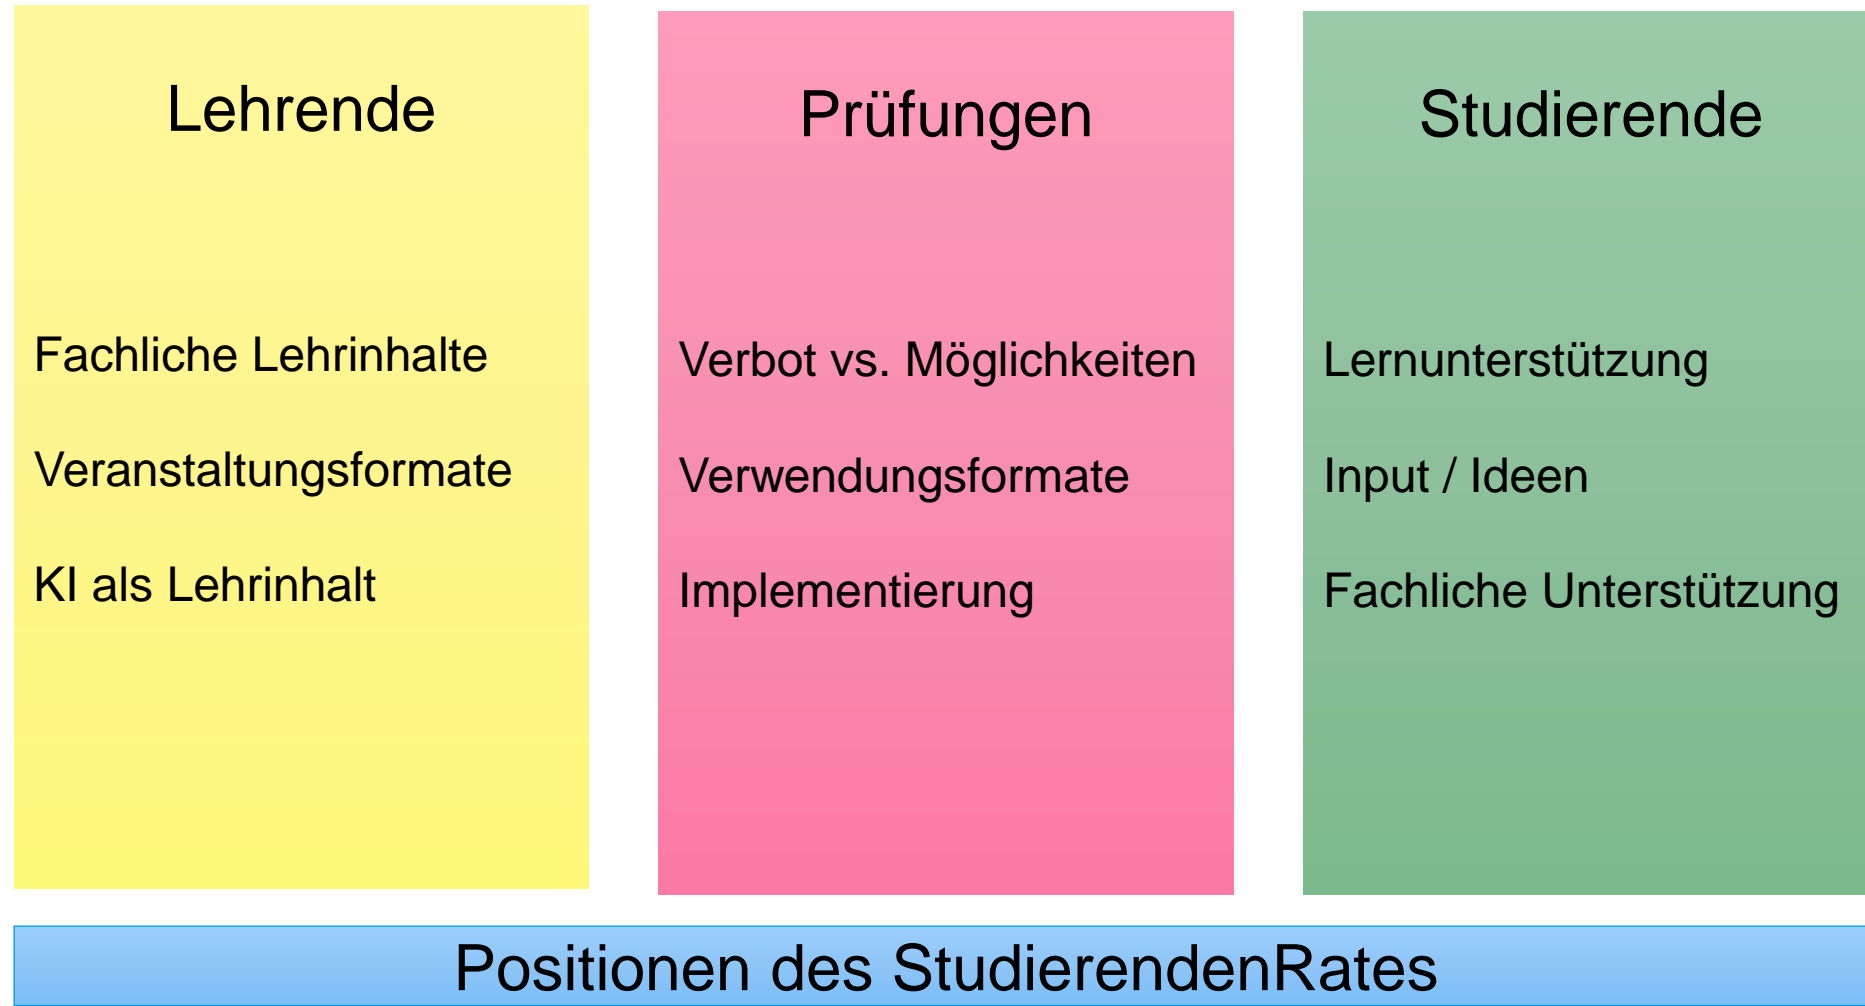 Lehrende
Fachliche Lehrinhalte
Veranstaltungsformate
KI als Lehrinhalt
Prüfungen
Verbot vs. Möglichkeiten
Verwendungsformate
Implementierung
Studierende
Lernunterstützung
Input / Ideen
Fachliche Unterstützung
Positionen des StudierendenRates